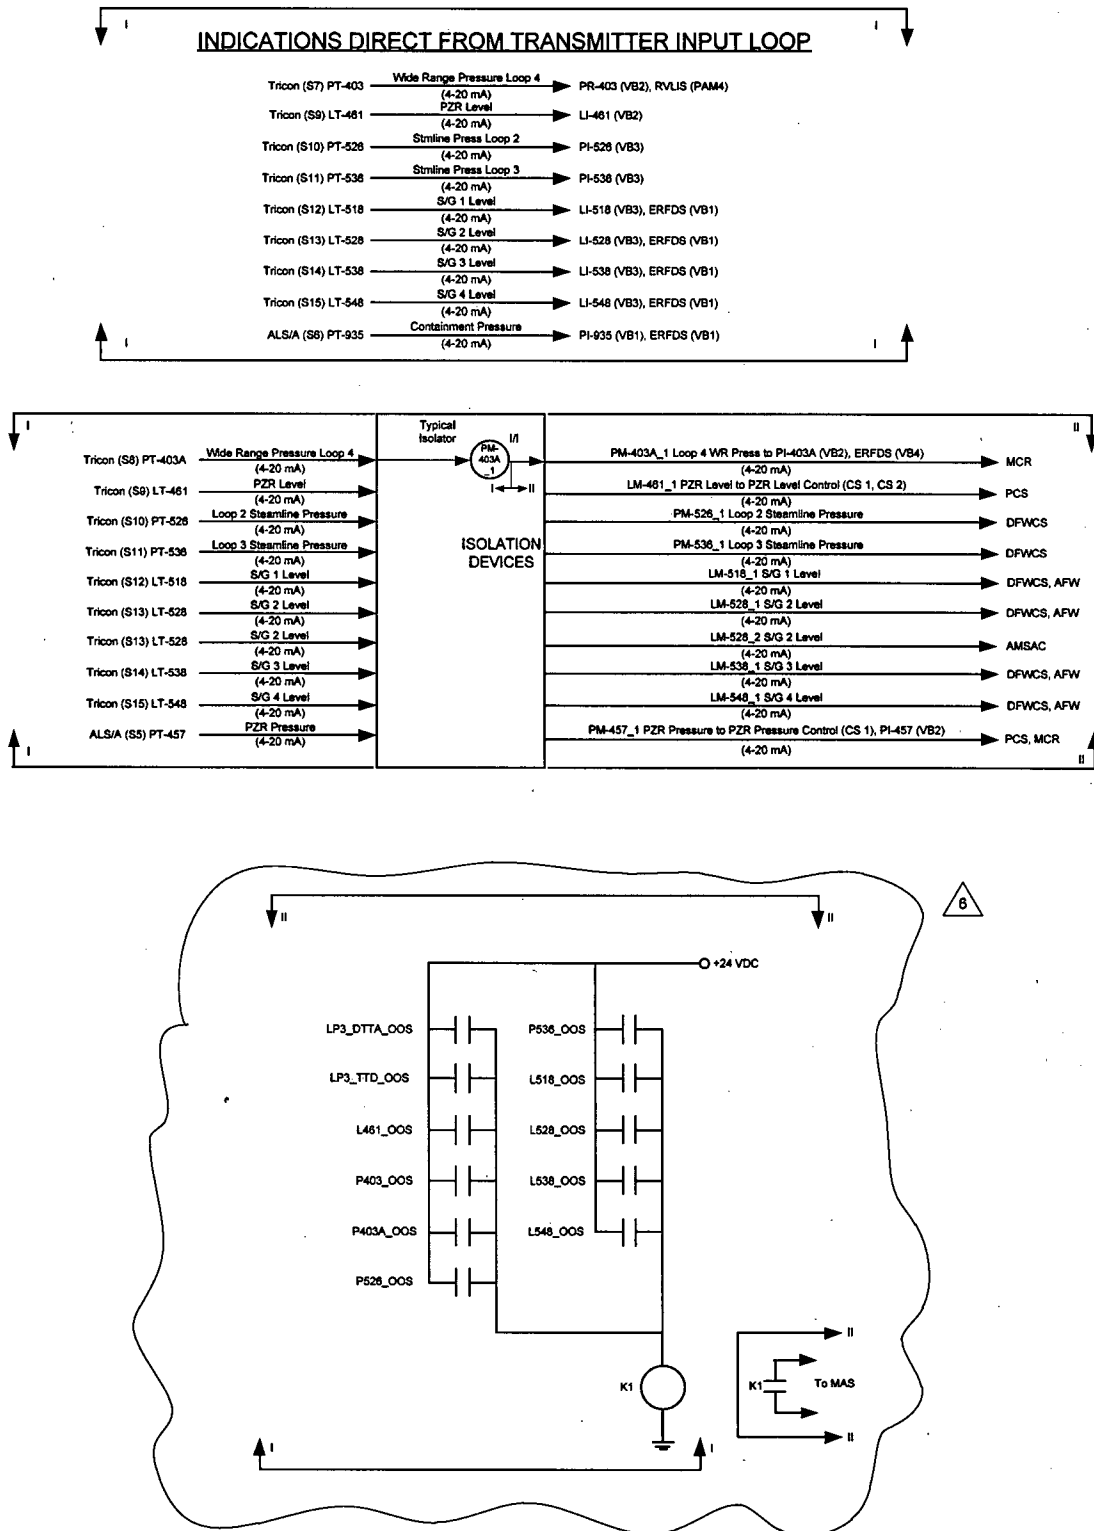 I I
INDICATIONS DIRECT FROM TRANSMITTER INPUT LOOP
Tricon (S7) PT-403 Wide Range Pressure Loop 4 (4-20 mA) PR-403 (VB2), RVLIS (PAM4)
Tricon (S9) LT-461 PZR Level (4-20 mA) LI-461 (VB2)
Tricon (S10) PT-526 Stmline Press Loop 2 (4-20 mA) PI-526 (VB3)
Tricon (S11) PT-536 Stmline Press Loop 3 (4-20 mA) PI-536 (VB3)
Tricon (S12) LT-518 S/G 1 Level (4-20 mA) LI-518 (VB3), ERFDS (VB1)
Tricon (S13) LT-528 S/G 2 Level (4-20 mA) LI-528 (VB3), ERFDS (VB1)
Tricon (S14) LT-538 S/G 3 Level (4-20 mA) LI-538 (VB3), ERFDS (VB1)
Tricon (S15) LT-548 S/G 4 Level (4-20 mA) LI-548 (VB3), ERFDS (VB1)
ALS/A (S6) PT-935 Containment Pressure (4-20 mA) PI-935 (VB1), ERFDS (VB1)
I I
I II
Typical Isolator
PM-403A_1
I/I
I II
ISOLATION DEVICES
Tricon (S8) PT-403A Wide Range Pressure Loop 4 (4-20 mA) PM-403A_1 Loop 4 WR Press to PI-403A (VB2), ERFDS (VB4) (4-20 mA) MCR
Tricon (S9) LT-461 PZR Level (4-20 mA) LM-461_1 PZR Level to PZR Level Control (CS 1, CS 2) (4-20 mA) PCS
Tricon (S10) PT-526 Loop 2 Steamline Pressure (4-20 mA) PM-526_1 Loop 2 Steamline Pressure (4-20 mA) DFWCS
Tricon (S11) PT-536 Loop 3 Steamline Pressure (4-20 mA) PM-536_1 Loop 3 Steamline Pressure (4-20 mA) DFWCS
Tricon (S12) LT-518 S/G 1 Level (4-20 mA) LM-518_1 S/G 1 Level (4-20 mA) DFWCS, AFW
Tricon (S13) LT-528 S/G 2 Level (4-20 mA) LM-528_1 S/G 2 Level (4-20 mA) DFWCS, AFW
Tricon (S13) LT-528 S/G 2 Level (4-20 mA) LM-528_2 S/G 2 Level (4-20 mA) AMSAC
Tricon (S14) LT-538 S/G 3 Level (4-20 mA) LM-538_1 S/G 3 Level (4-20 mA) DFWCS, AFW
Tricon (S15) LT-548 S/G 4 Level (4-20 mA) LM-548_1 S/G 4 Level (4-20 mA) DFWCS, AFW
ALS/A (S5) PT-457 PZR Pressure (4-20 mA) PM-457_1 PZR Pressure to PZR Pressure Control (CS 1), PI-457 (VB2) (4-20 mA) PCS, MCR
I II
6
II II
+24 VDC
LP3_DTTA_OOS P536_OOS
LP3_TTD_OOS L518_OOS
L461_OOS L528_OOS
P403_OOS L538_OOS
P403A_OOS L548_OOS
P526_OOS
II
K1 K1 To MAS
II
I I